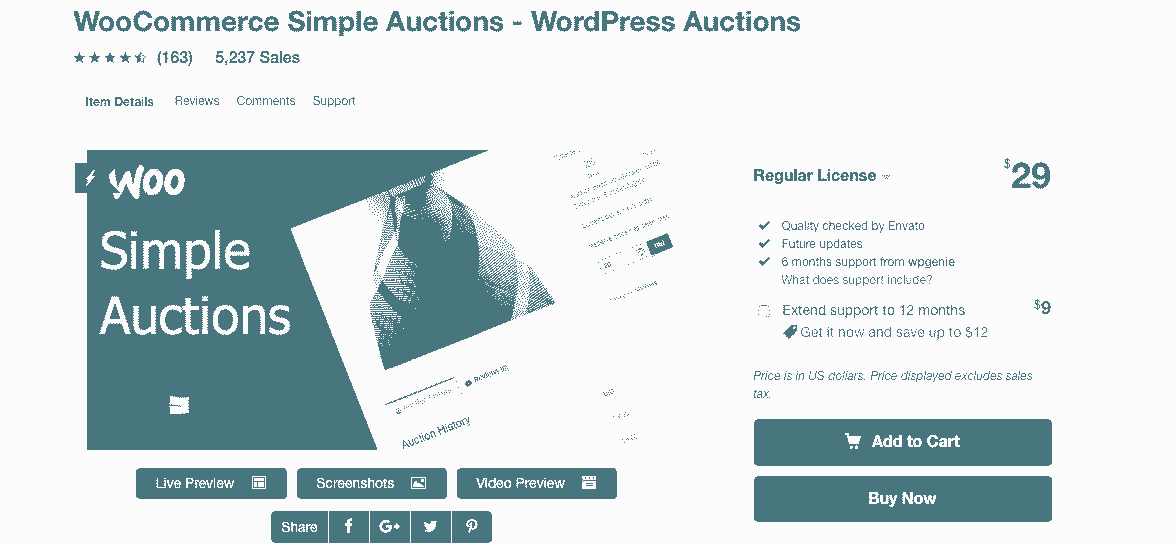 WooCommerce Simple Auctions - WordPress Auctions
(163) 5,237 Sales
Item Details Reviews Comments Support
WOO
Simple
Auctions
Reviews (0)
Auction History
Regular License
$29
Quality checked by Envato
Future updates
6 months support from wpgenie
What does support include?
Extend support to 12 months $9
Get it now and save up to $12
Price is in US dollars. Price displayed excludes sales
tax.
Add to Cart
Buy Now
Live Preview Screenshots Video Preview
Share f G+